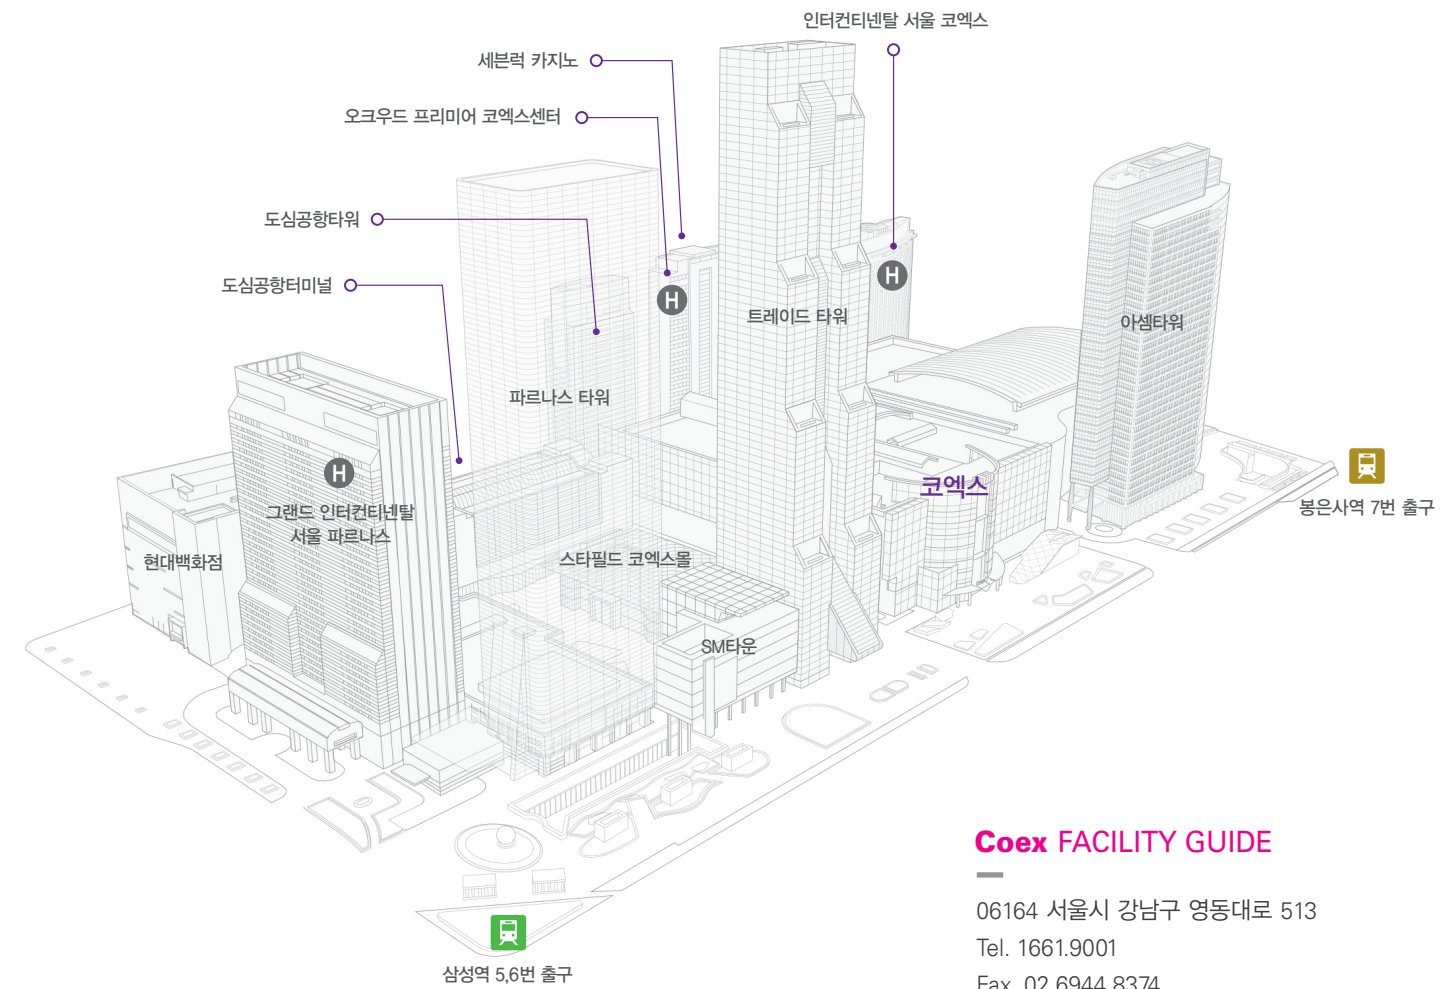 인터컨티넨탈 서울 코엑스
세븐럭 카지노
오크우드 프리미어 코엑스센터
도심공항타워
도심공항터미널
H
H
트레이드 타워
아셈타워
파르나스 타워
H
코엑스
그랜드 인터컨티넨탈
서울 파르나스
봉은사역 7번 출구
현대백화점
스타필드 코엑스몰
SM타운
Coex FACILITY GUIDE
06164 서울시 강남구 영동대로 513
Tel. 1661.9001
Fax. 02.6944.8374
삼성역 5,6번 출구